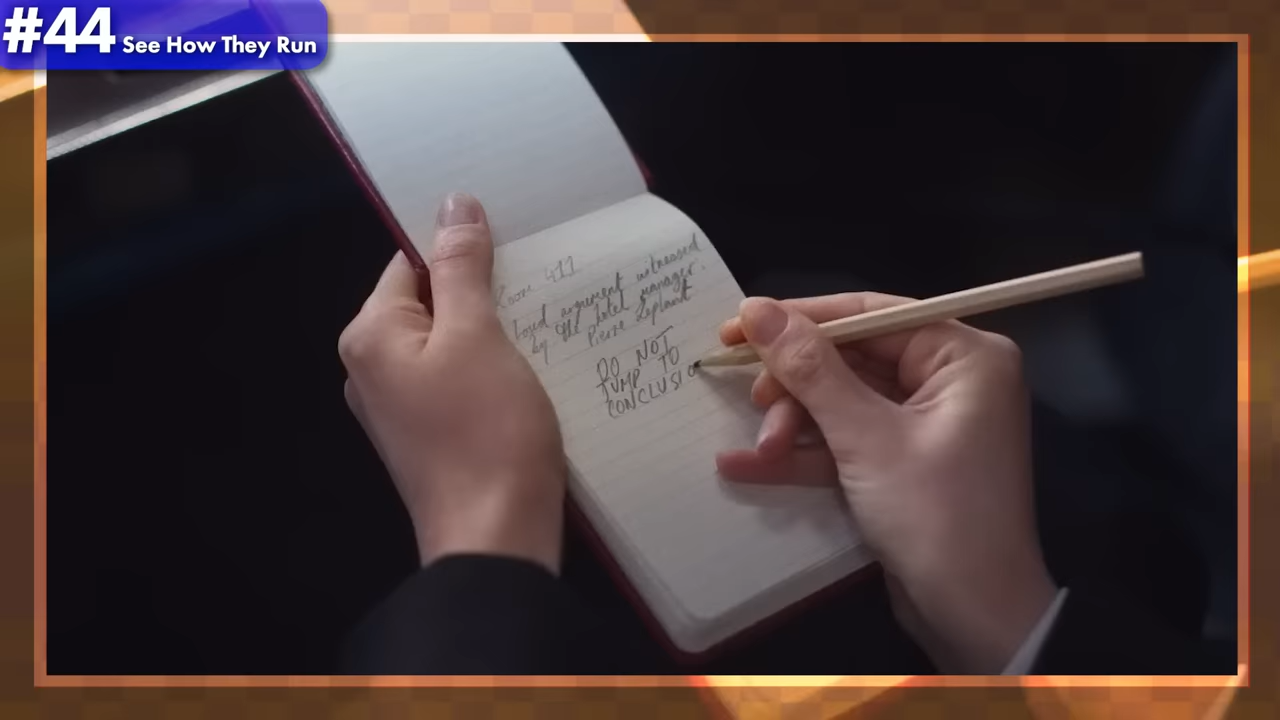 #44 See How They Run
Room 411
Loud argument witnessed
by the hotel manager.
Pierre Leplant
DO NOT
JUMP TO
CONCLUSIO